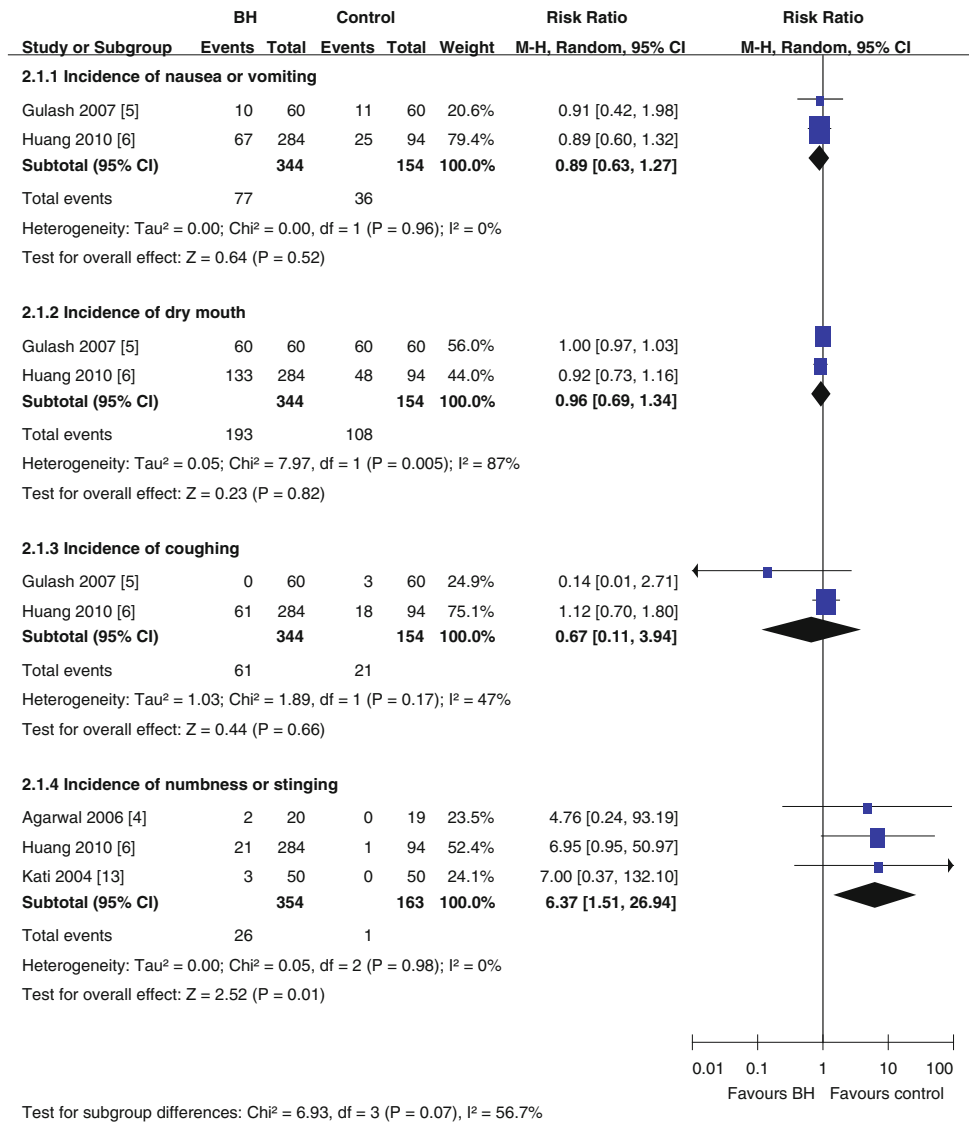 BH Control Risk Ratio Risk Ratio
Study or Subgroup Events Total Events Total Weight M-H, Random, 95% CI M-H, Random, 95% CI
2.1.1 Incidence of nausea or vomiting
Gulash 2007 [5] 10 60 11 60 20.6% 0.91 [0.42, 1.98]
Huang 2010 [6] 67 284 25 94 79.4% 0.89 [0.60, 1.32]
Subtotal (95% CI) 344 154 100.0% 0.89 [0.63, 1.27]
Total events 77 36
Heterogeneity: Tau² = 0.00; Chi² = 0.00, df = 1 (P = 0.96); I² = 0%
Test for overall effect: Z = 0.64 (P = 0.52)
2.1.2 Incidence of dry mouth
Gulash 2007 [5] 60 60 60 60 56.0% 1.00 [0.97, 1.03]
Huang 2010 [6] 133 284 48 94 44.0% 0.92 [0.73, 1.16]
Subtotal (95% CI) 344 154 100.0% 0.96 [0.69, 1.34]
Total events 193 108
Heterogeneity: Tau² = 0.05; Chi² = 7.97, df = 1 (P = 0.005); I² = 87%
Test for overall effect: Z = 0.23 (P = 0.82)
2.1.3 Incidence of coughing
Gulash 2007 [5] 0 60 3 60 24.9% 0.14 [0.01, 2.71]
Huang 2010 [6] 61 284 18 94 75.1% 1.12 [0.70, 1.80]
Subtotal (95% CI) 344 154 100.0% 0.67 [0.11, 3.94]
Total events 61 21
Heterogeneity: Tau² = 1.03; Chi² = 1.89, df = 1 (P = 0.17); I² = 47%
Test for overall effect: Z = 0.44 (P = 0.66)
2.1.4 Incidence of numbness or stinging
Agarwal 2006 [4] 2 20 0 19 23.5% 4.76 [0.24, 93.19]
Huang 2010 [6] 21 284 1 94 52.4% 6.95 [0.95, 50.97]
Kati 2004 [13] 3 50 0 50 24.1% 7.00 [0.37, 132.10]
Subtotal (95% CI) 354 163 100.0% 6.37 [1.51, 26.94]
Total events 26 1
Heterogeneity: Tau² = 0.00; Chi² = 0.05, df = 2 (P = 0.98); I² = 0%
Test for overall effect: Z = 2.52 (P = 0.01)
0.01 0.1 1 10 100
Favours BH Favours control
Test for subgroup differences: Chi² = 6.93, df = 3 (P = 0.07), I² = 56.7%